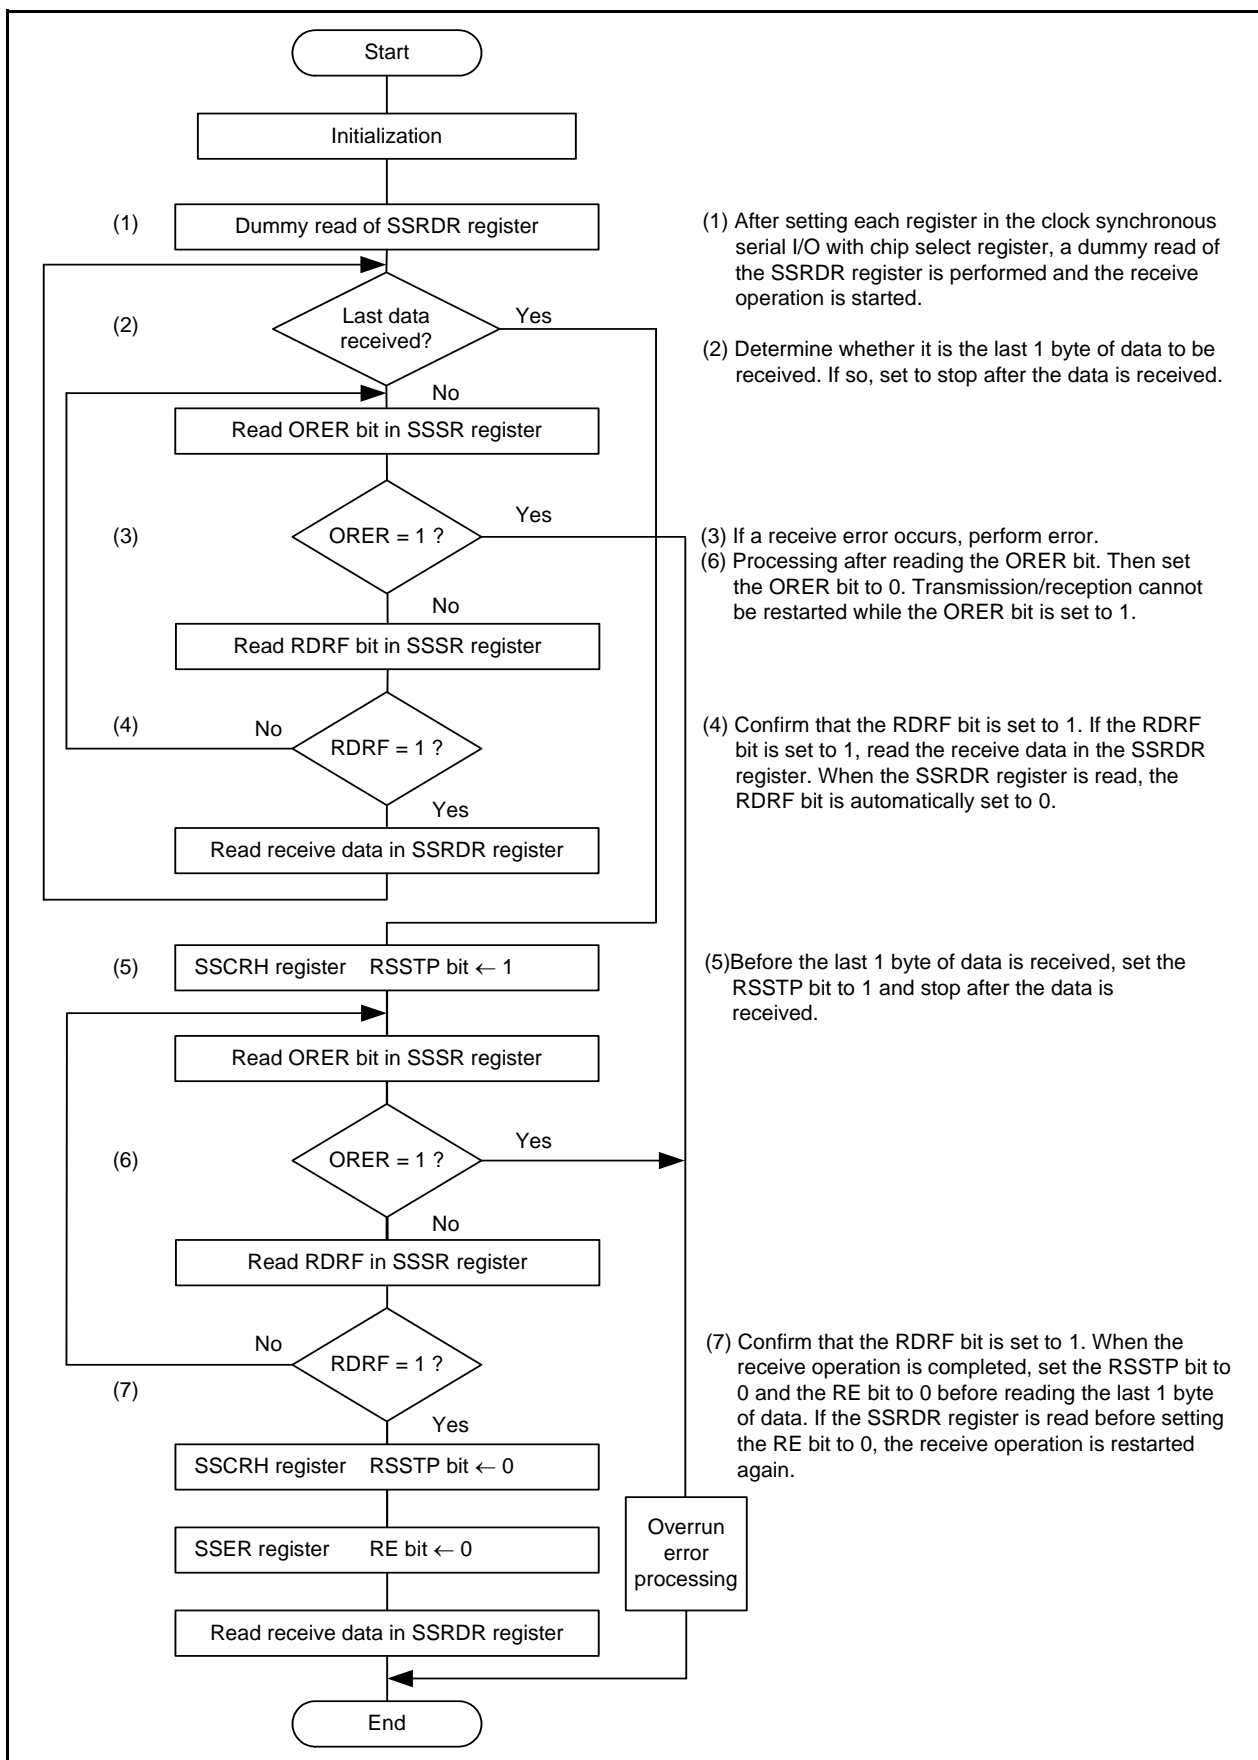 Start
Initialization
(1)
Dummy read of SSRDR register
(2)
Last data
received?
Yes
No
Read ORER bit in SSSR register
(3)
ORER = 1 ?
Yes
No
Read RDRF bit in SSSR register
(4)
No
RDRF = 1 ?
Yes
Read receive data in SSRDR register
(5)
SSCRH register RSSTP bit ← 1
Read ORER bit in SSSR register
(6)
ORER = 1 ?
Yes
No
Read RDRF in SSSR register
No
RDRF = 1 ?
(7)
Yes
SSCRH register RSSTP bit ← 0
SSER register RE bit ← 0
Read receive data in SSRDR register
End
Overrun
error
processing
(1) After setting each register in the clock synchronous
serial I/O with chip select register, a dummy read of
the SSRDR register is performed and the receive
operation is started.
(2) Determine whether it is the last 1 byte of data to be
received. If so, set to stop after the data is received.
(3) If a receive error occurs, perform error.
(6) Processing after reading the ORER bit. Then set
the ORER bit to 0. Transmission/reception cannot
be restarted while the ORER bit is set to 1.
(4) Confirm that the RDRF bit is set to 1. If the RDRF
bit is set to 1, read the receive data in the SSRDR
register. When the SSRDR register is read, the
RDRF bit is automatically set to 0.
(5)Before the last 1 byte of data is received, set the
RSSTP bit to 1 and stop after the data is
received.
(7) Confirm that the RDRF bit is set to 1. When the
receive operation is completed, set the RSSTP bit to
0 and the RE bit to 0 before reading the last 1 byte
of data. If the SSRDR register is read before setting
the RE bit to 0, the receive operation is restarted
again.